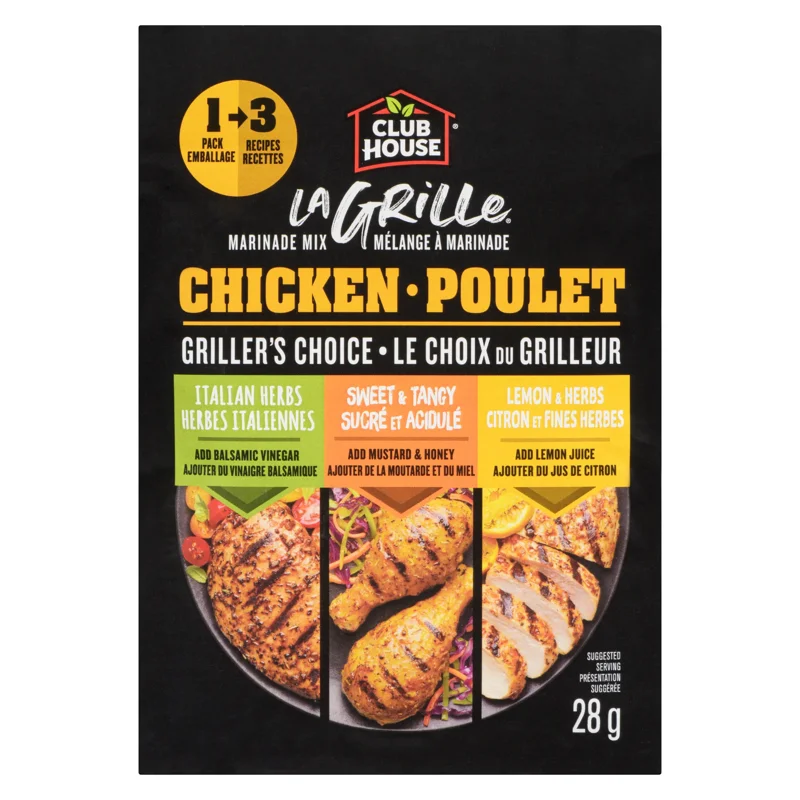 1→3
PACK
EMBALLAGE
RECIPES
RECETTES
CLUB
HOUSE®
LA GRILLE®
MARINADE MIX
MÉLANGE À MARINADE
CHICKEN • POULET
GRILLER'S CHOICE • LE CHOIX DU GRILLEUR
ITALIAN HERBS
HERBES ITALIENNES
ADD BALSAMIC VINEGAR
AJOUTER DU VINAIGRE BALSAMIQUE
SWEET & TANGY
SUCRÉ ET ACIDULÉ
ADD MUSTARD & HONEY
AJOUTER DE LA MOUTARDE ET DU MIEL
LEMON & HERBS
CITRON ET FINES HERBES
ADD LEMON JUICE
AJOUTER DU JUS DE CITRON
SUGGESTED
SERVING
PRÉSENTATION
SUGGÉRÉE
28 g